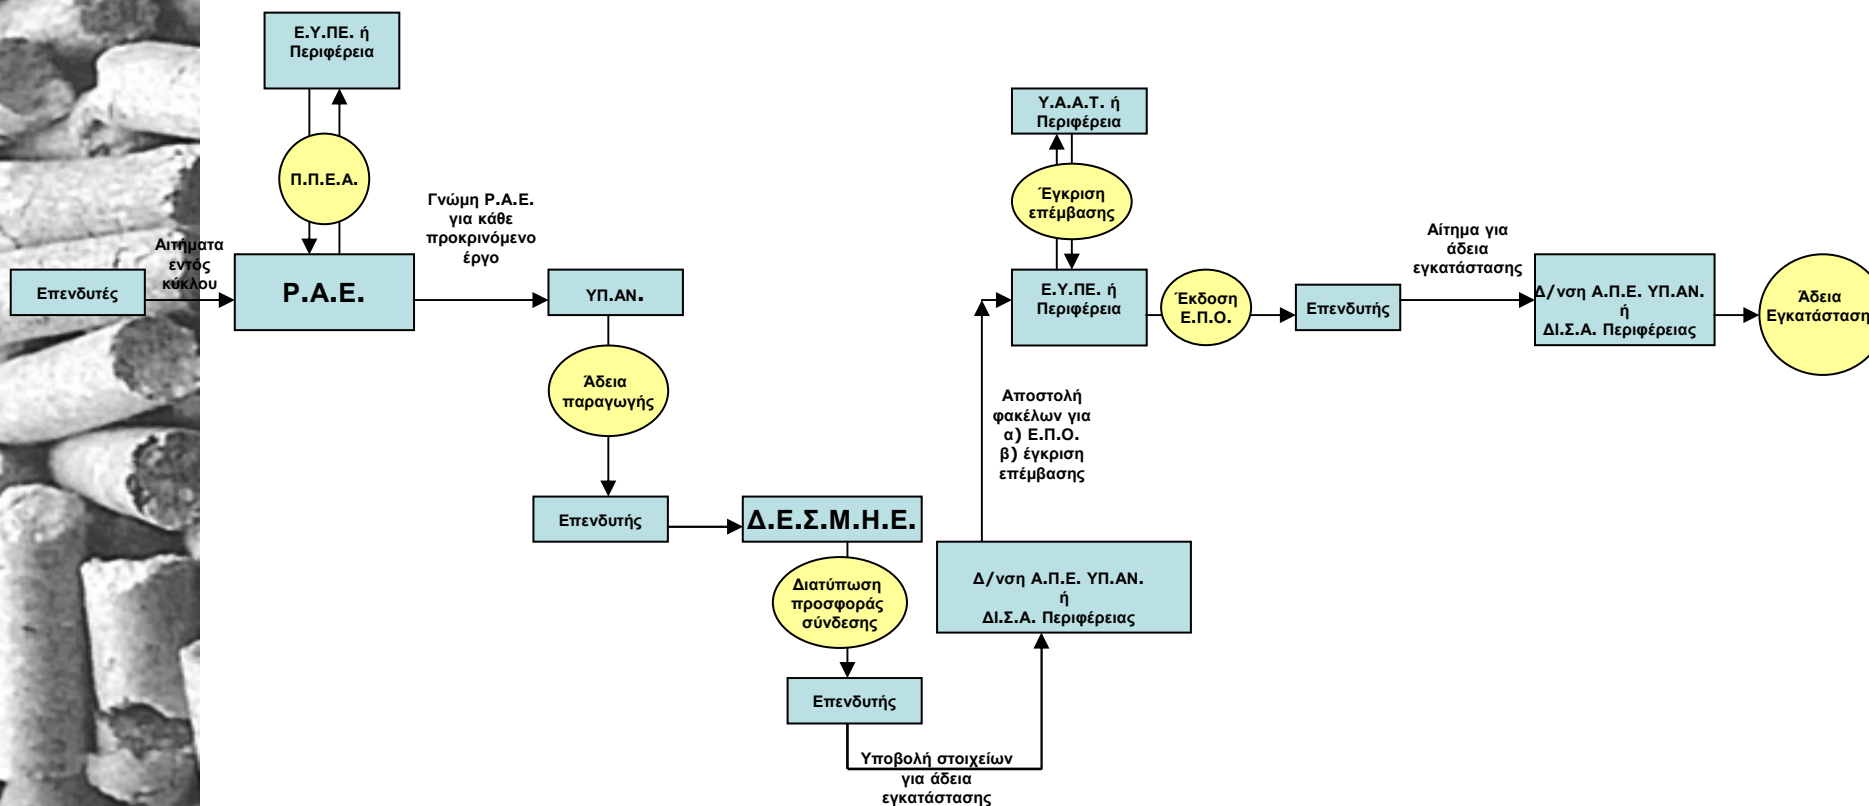 Ε.Υ.ΠΕ. ή
Περιφέρεια
Π.Π.Ε.Α.
Αιτήματα
εντός
κύκλου
Επενδυτές
Ρ.Α.Ε.
Γνώμη Ρ.Α.Ε.
για κάθε
προκρινόμενο
έργο
ΥΠ.ΑΝ.
Άδεια
παραγωγής
Επενδυτής
Δ.Ε.Σ.Μ.Η.Ε.
Διατύπωση
προσφοράς
σύνδεσης
Επενδυτής
Υποβολή στοιχείων
για άδεια
εγκατάστασης
Δ/νση Α.Π.Ε. ΥΠ.ΑΝ.
ή
ΔΙ.Σ.Α. Περιφέρειας
Αποστολή
φακέλων για
α) Ε.Π.Ο.
β) έγκριση
επέμβασης
Υ.Α.Α.Τ. ή
Περιφέρεια
Έγκριση
επέμβασης
Ε.Υ.ΠΕ. ή
Περιφέρεια
Έκδοση
Ε.Π.Ο.
Επενδυτής
Αίτημα για
άδεια
εγκατάστασης
Δ/νση Α.Π.Ε. ΥΠ.ΑΝ.
ή
ΔΙ.Σ.Α. Περιφέρειας
Άδεια
Εγκατάσταση